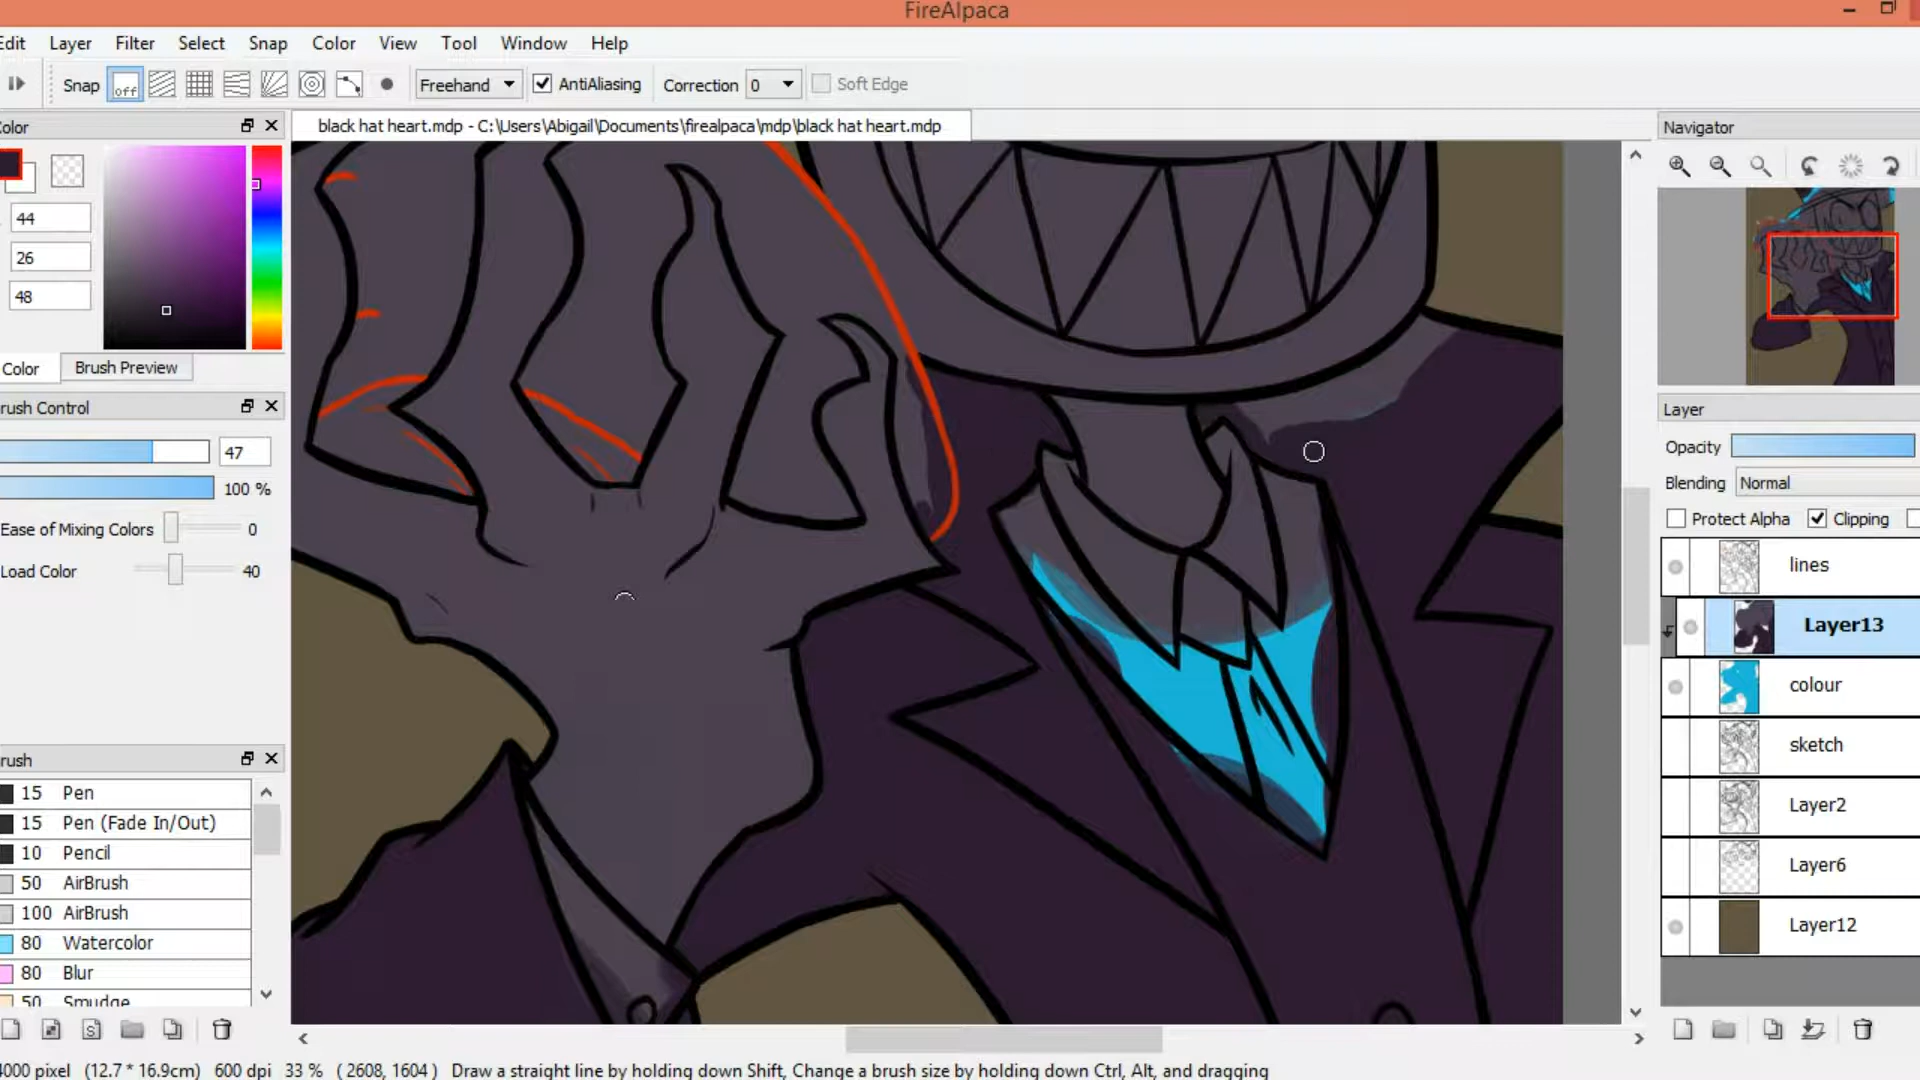 FireAlpaca
Edit Layer Filter Select Snap Color View Tool Window Help
Snap off Freehand AntiAliasing Correction 0 Soft Edge
Color
black hat heart.mdp - C:\Users\Abigail\Documents\firealpaca\mdp\black hat heart.mdp
Navigator
44
26
48
Color Brush Preview
Brush Control
47
100 %
Ease of Mixing Colors 0
Load Color 40
Brush
15 Pen
15 Pen (Fade In/Out)
10 Pencil
50 AirBrush
100 AirBrush
80 Watercolor
80 Blur
50 Smudge
Layer
Opacity
Blending Normal
Protect Alpha Clipping
lines
Layer13
colour
sketch
Layer2
Layer6
Layer12
4000 pixel (12.7 * 16.9cm) 600 dpi 33 % ( 2608, 1604 ) Draw a straight line by holding down Shift, Change a brush size by holding down Ctrl, Alt, and dragging